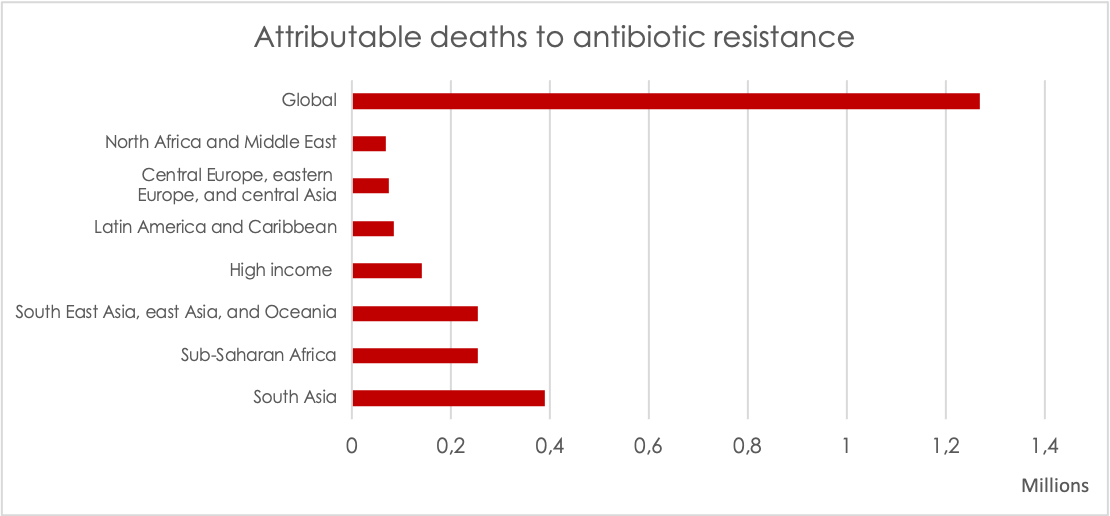 Attributable deaths to antibiotic resistance
Global
North Africa and Middle East
Central Europe, eastern
Europe, and central Asia
Latin America and Caribbean
High income
South East Asia, east Asia, and Oceania
Sub-Saharan Africa
South Asia
0 0,2 0,4 0,6 0,8 1 1,2 1,4
Millions